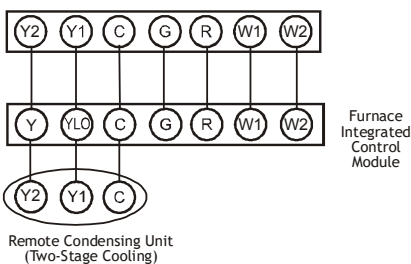 Y2 Y1 C G R W1 W2
Y YLO C G R W1 W2
Furnace
Integrated
Control
Module
Y2 Y1 C
Remote Condensing Unit
(Two-Stage Cooling)